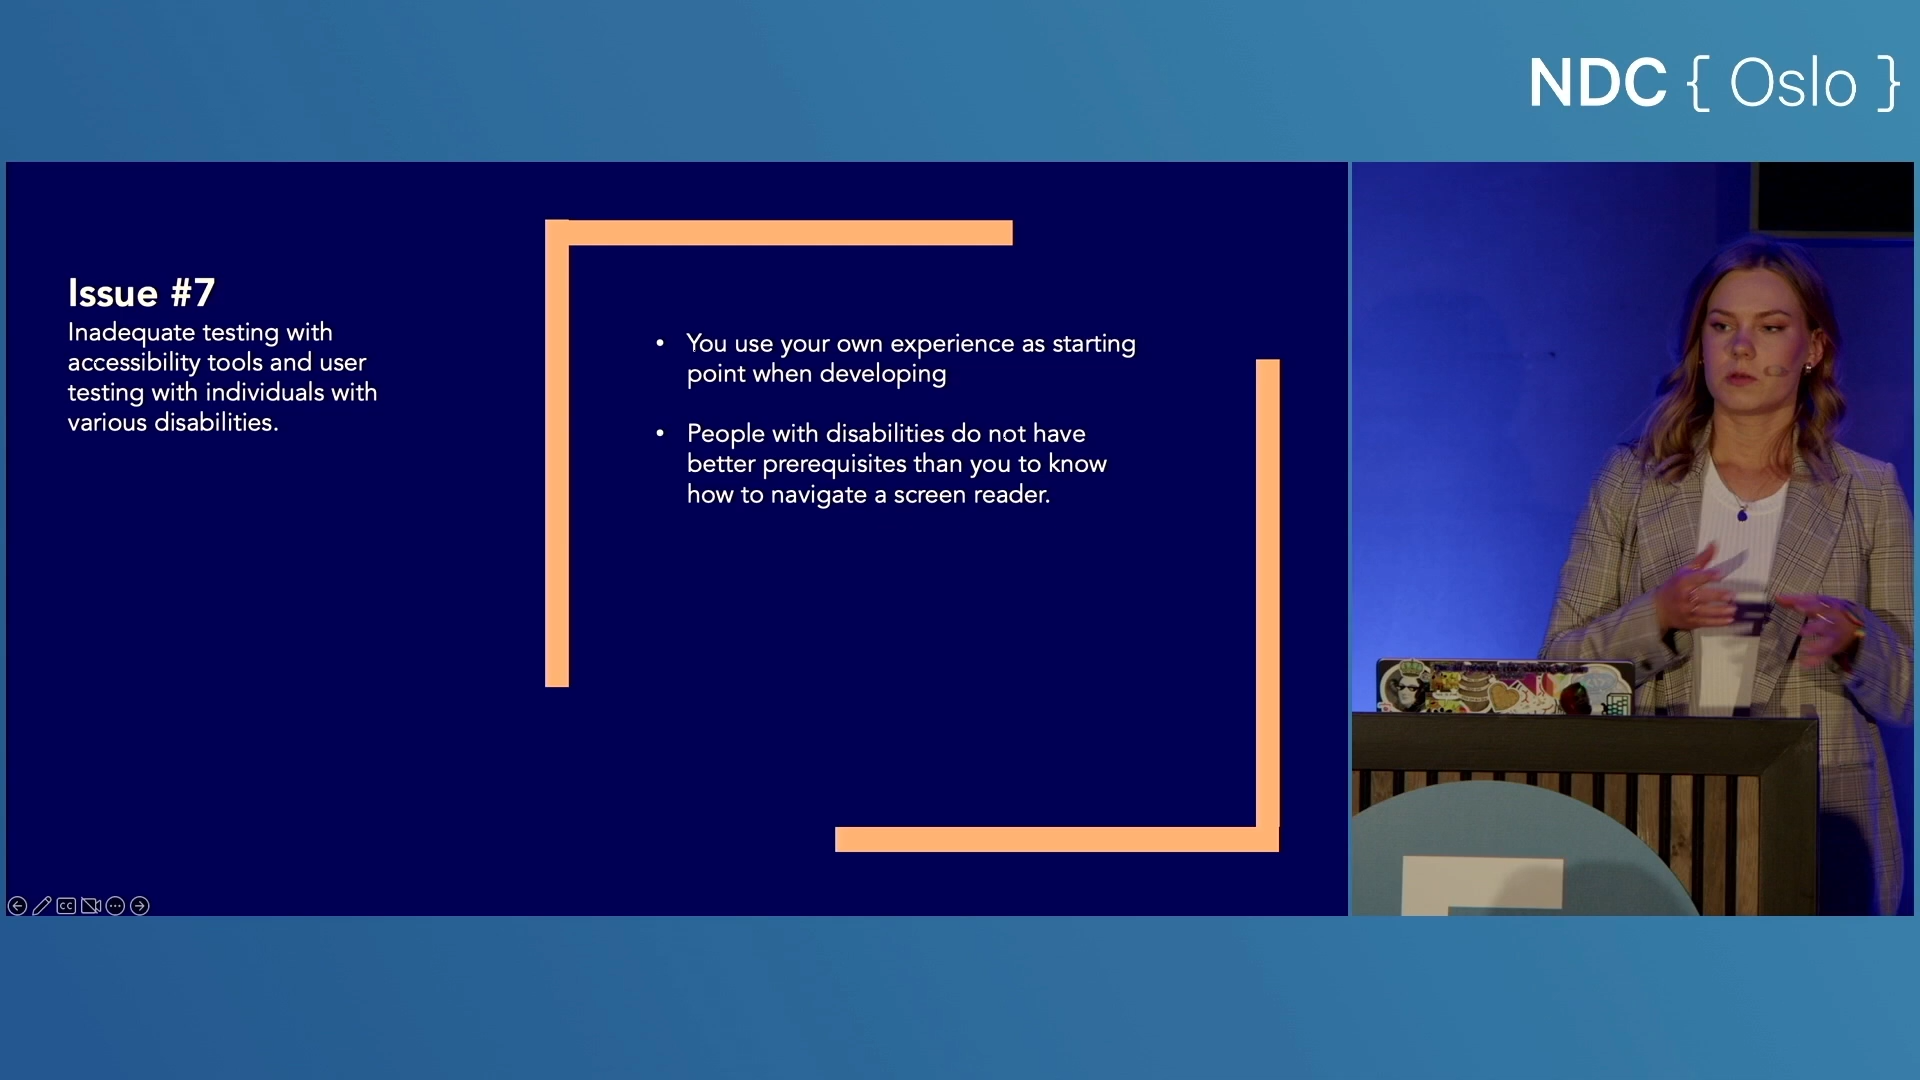 NDC { Oslo }
Issue #7
Inadequate testing with
accessibility tools and user
testing with individuals with
various disabilities.
• You use your own experience as starting
point when developing
• People with disabilities do not have
better prerequisites than you to know
how to navigate a screen reader.
CC